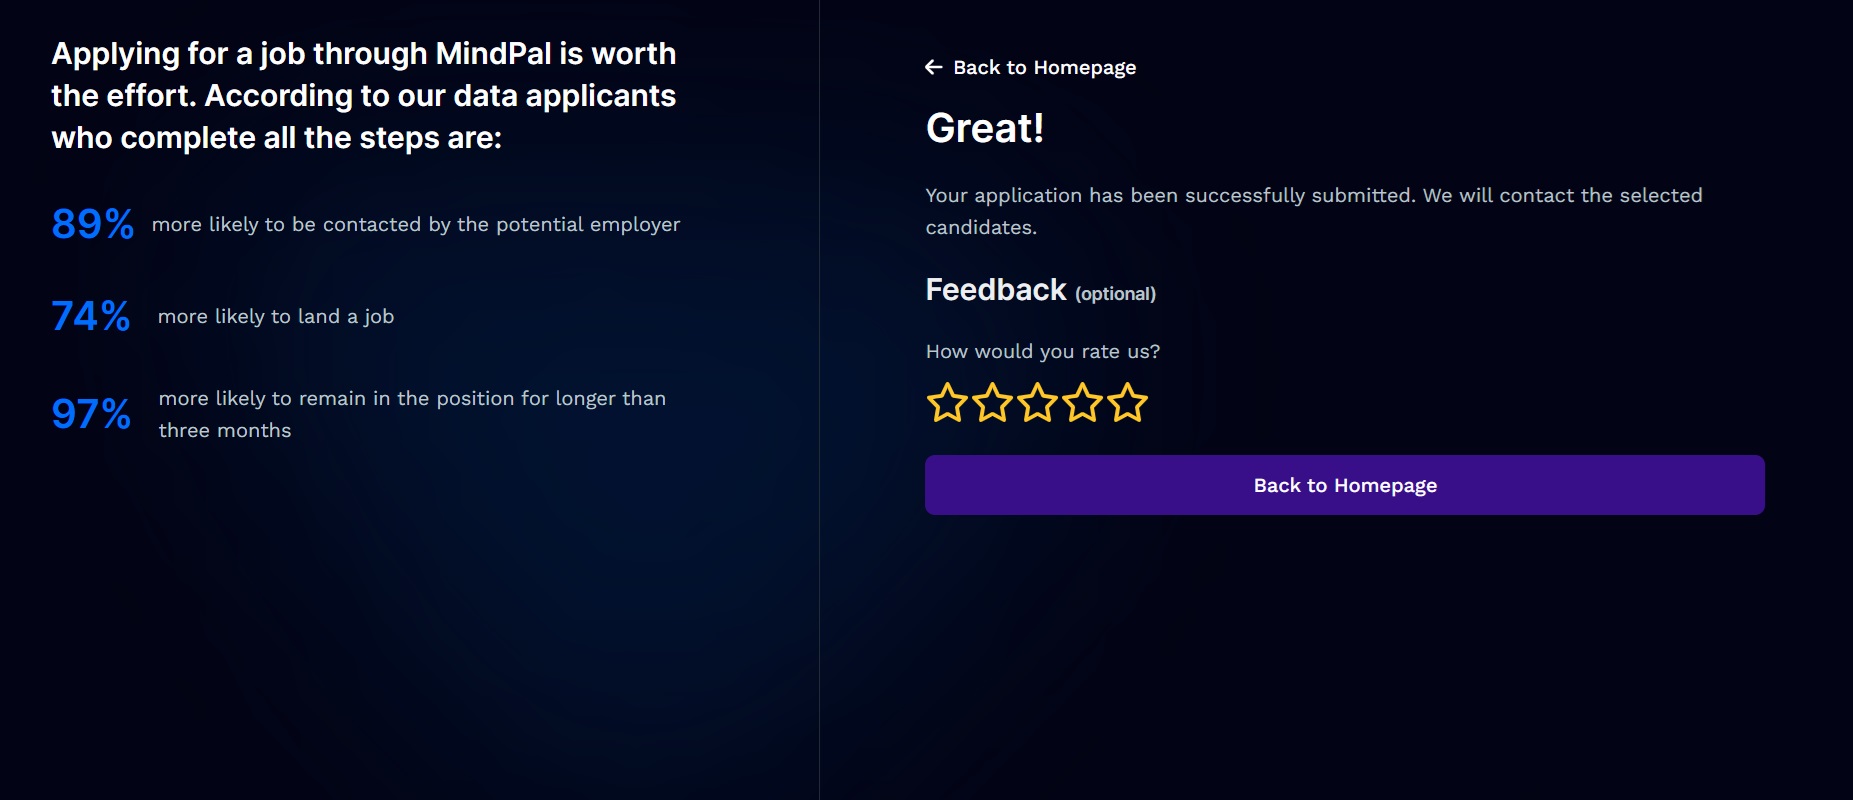 Applying for a job through MindPal is worth
the effort. According to our data applicants
who complete all the steps are:
89% more likely to be contacted by the potential employer
74% more likely to land a job
97% more likely to remain in the position for longer than
three months
Back to Homepage
Great!
Your application has been successfully submitted. We will contact the selected
candidates.
Feedback (optional)
How would you rate us?
Back to Homepage